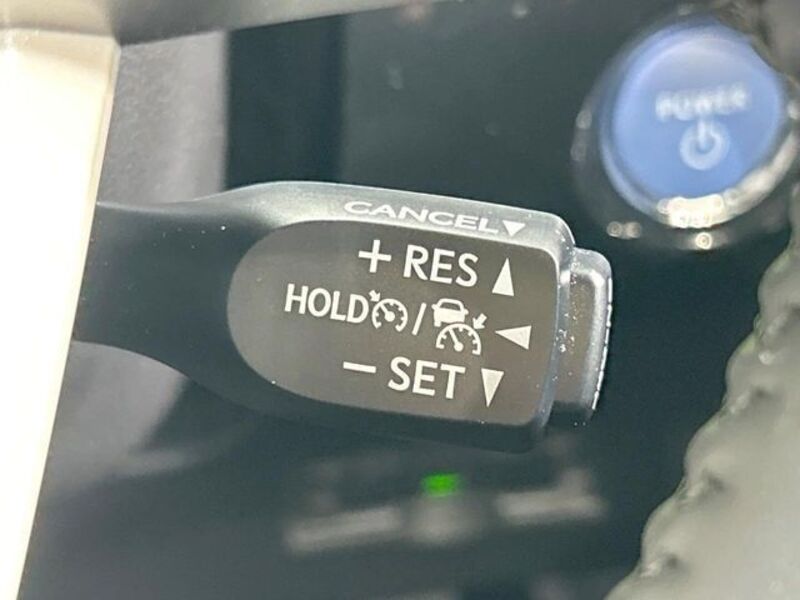 POWER
CANCEL▼
+ RES ▲
HOLD / ◀
− SET ▼